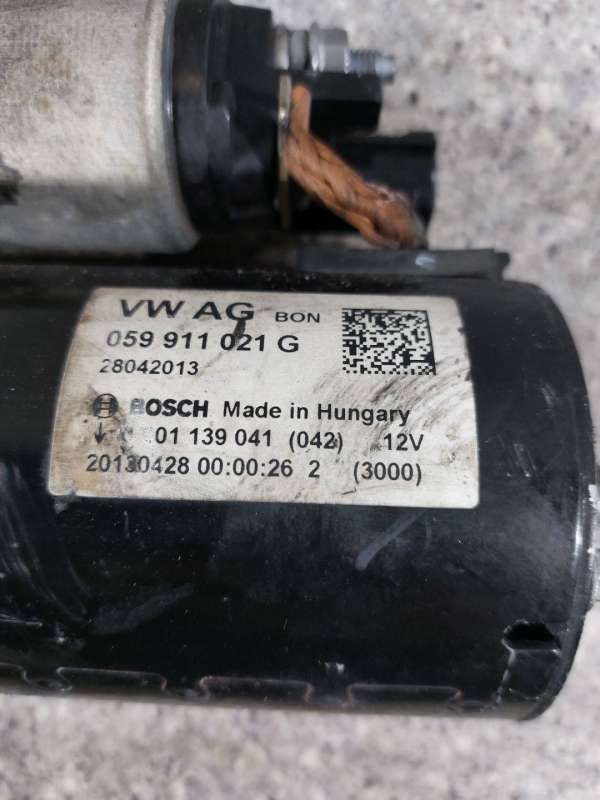 VW AG BON
059 911 021 G
28042013
BOSCH Made in Hungary
01 139 041 (042) 12V
20130428 00:00:26 2 (3000)